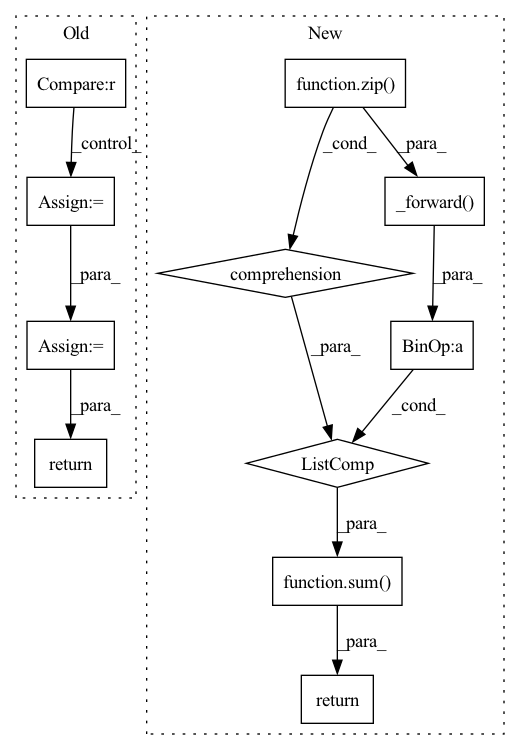 Old
New
Compare:r
function.zip()
_control_
_cond_
_para_
Assign:=
_forward()
_para_
comprehension
_para_
Assign:=
BinOp:a
_para_
_para_
_cond_
return
ListComp
_para_
function.sum()
_para_
return